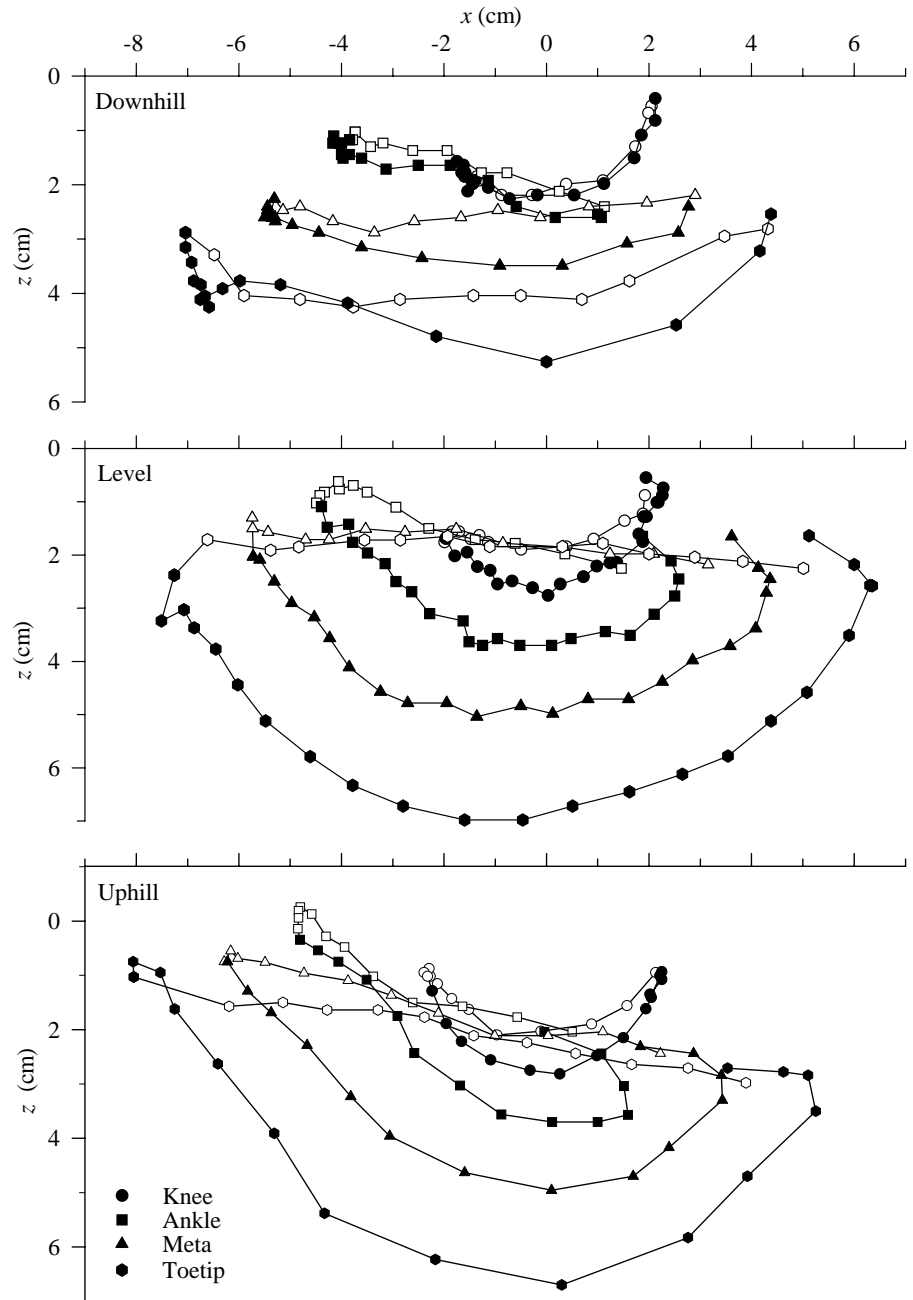 x (cm)
-8 -6 -4 -2 0 2 4 6
Downhill
0
2
4
6
z (cm)
Level
0
2
4
6
z (cm)
Uphill
0
2
4
6
z (cm)
Knee
Ankle
Meta
Toetip